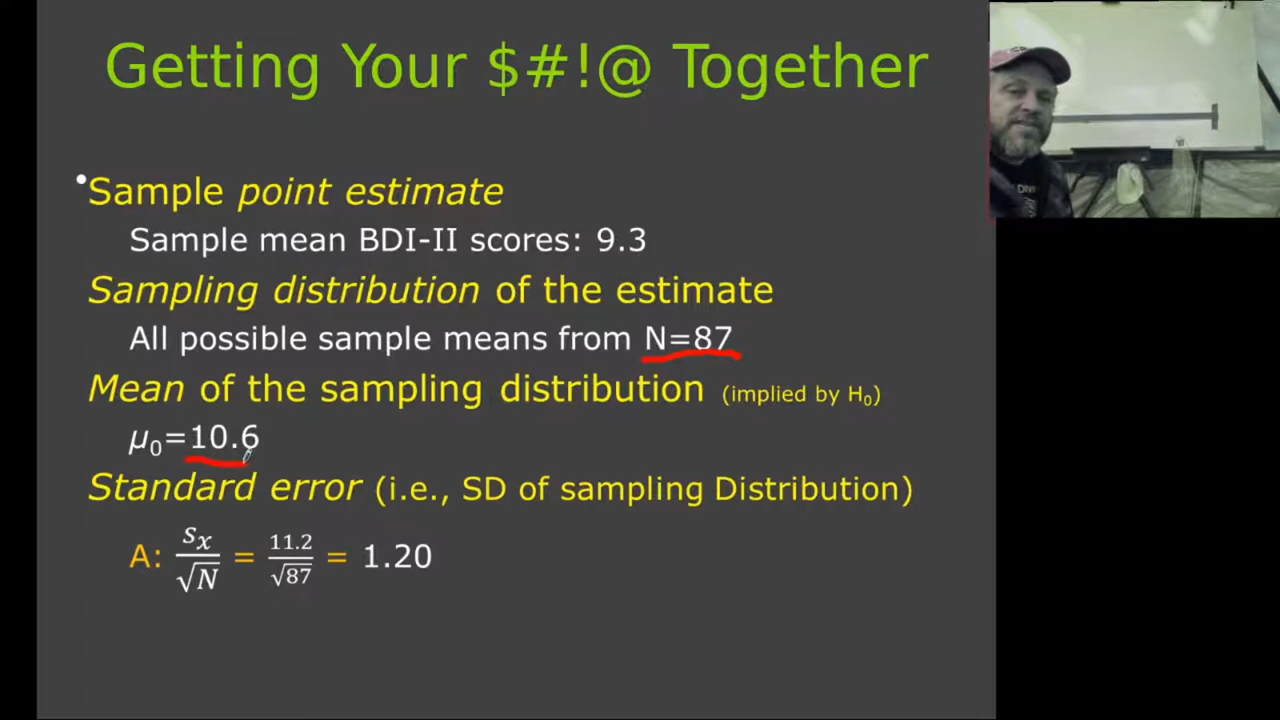 Getting Your $#!@ Together
•Sample point estimate
Sample mean BDI-II scores: 9.3
Sampling distribution of the estimate
All possible sample means from N=87
Mean of the sampling distribution (implied by H₀)
μ₀=10.6
Standard error (i.e., SD of sampling Distribution)
A: sₓ/√N = 11.2/√87 = 1.20